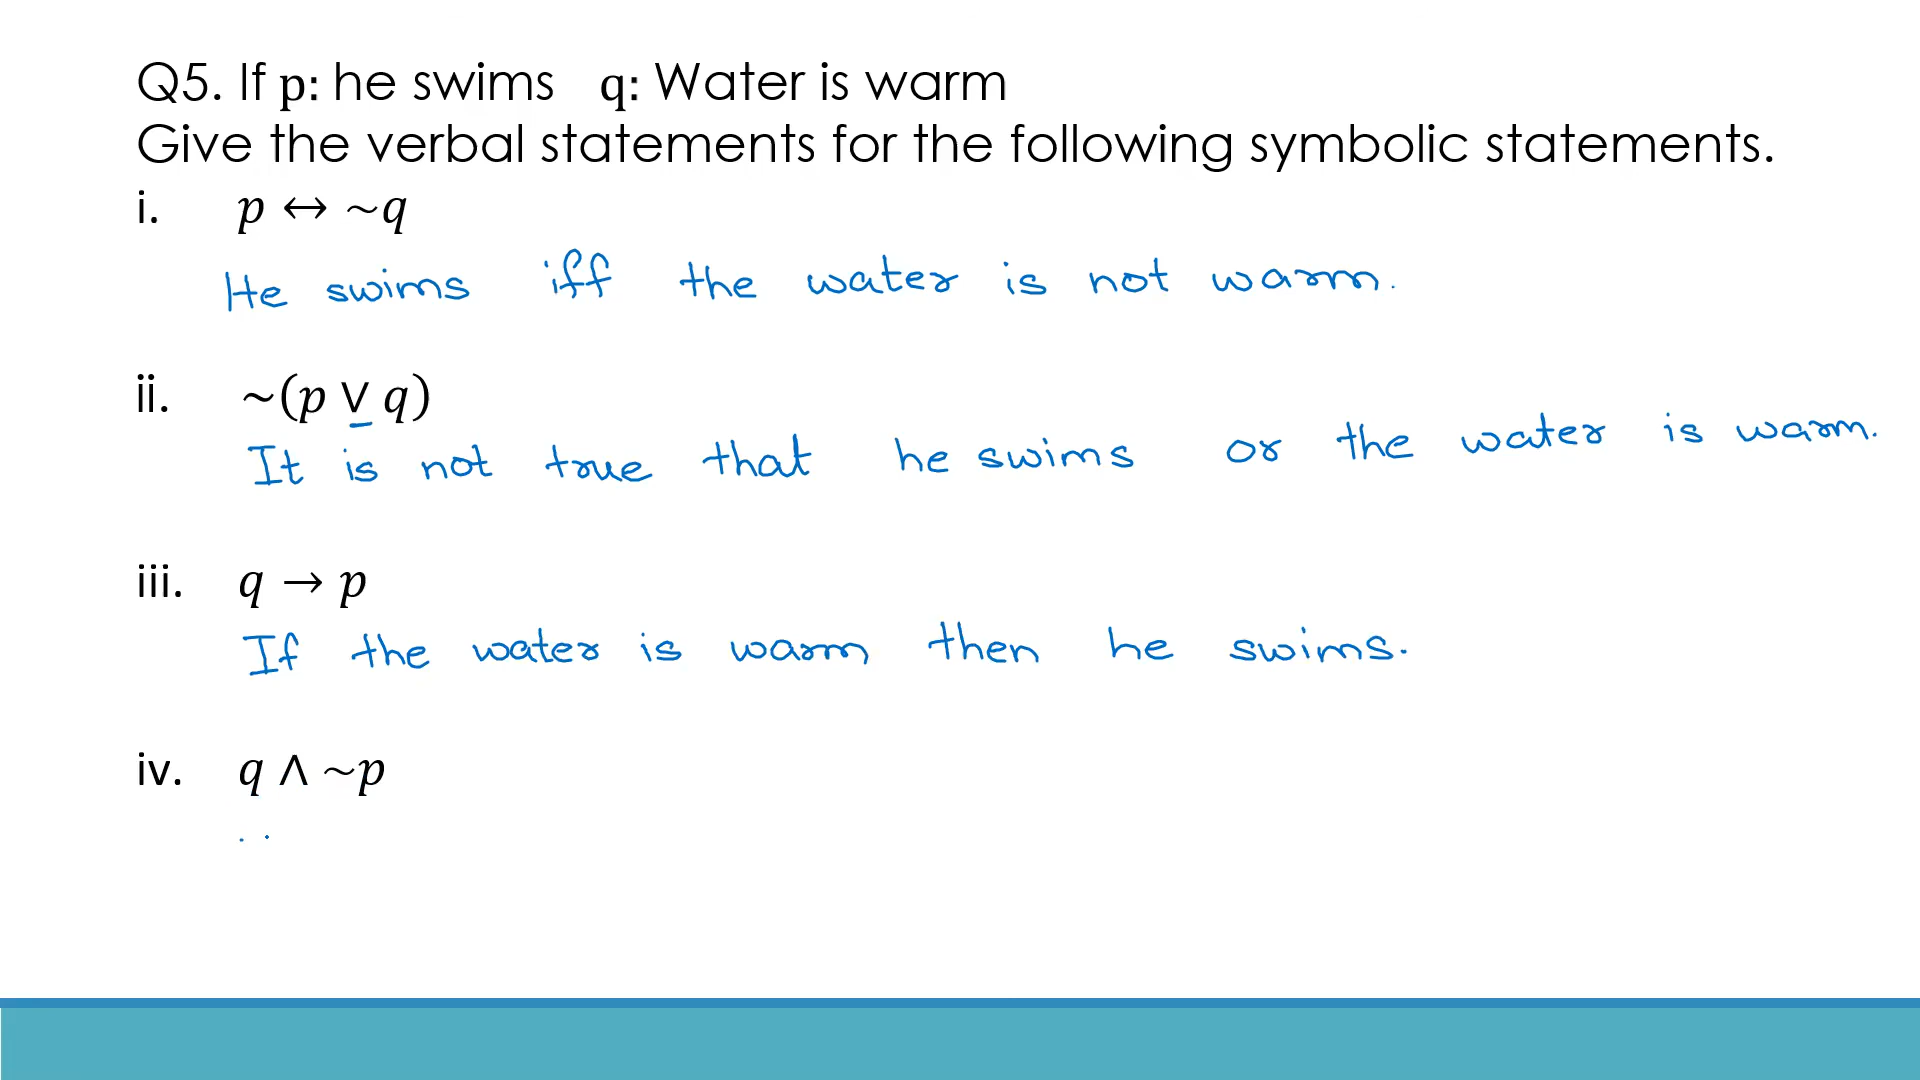 Q5. If p: he swims q: Water is warm
Give the verbal statements for the following symbolic statements.
i. p ↔ ~q
He swims iff the water is not warm.
ii. ~(p ∨ q)
It is not true that he swims or the water is warm.
iii. q → p
If the water is warm then he swims.
iv. q ∧ ~p